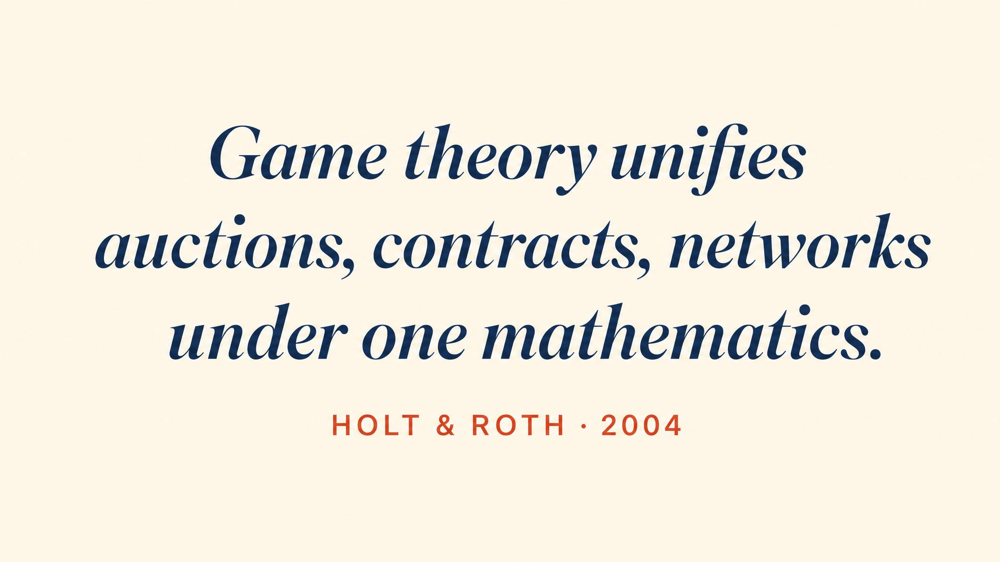 Game theory unifies
auctions, contracts, networks
under one mathematics.
HOLT & ROTH · 2004